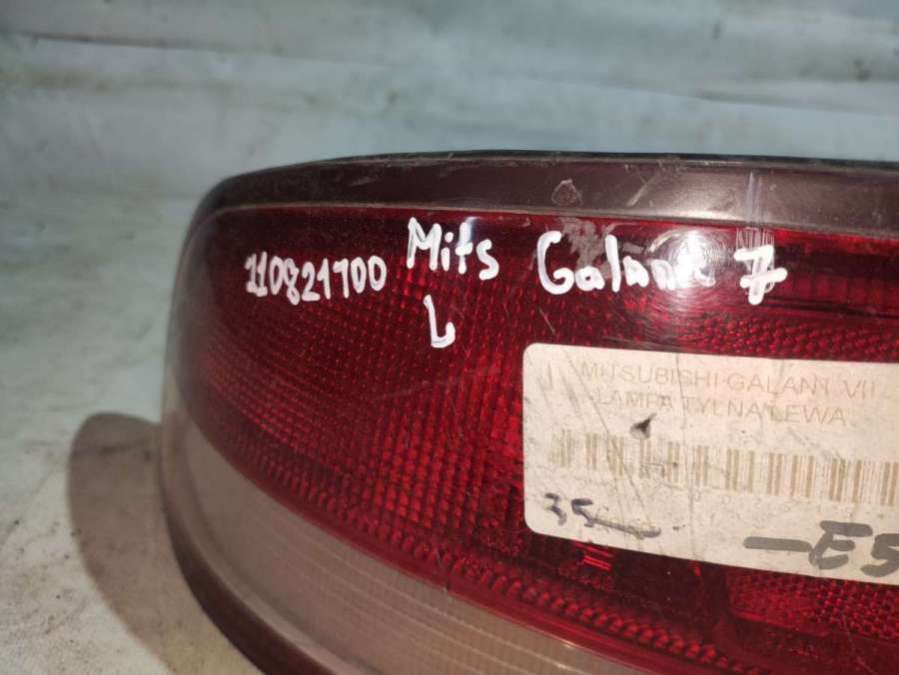 110821700 Mits Galant 7
L
MITSUBISHI GALANT VII
LAMPA TYLNA LEWA
35
-E5